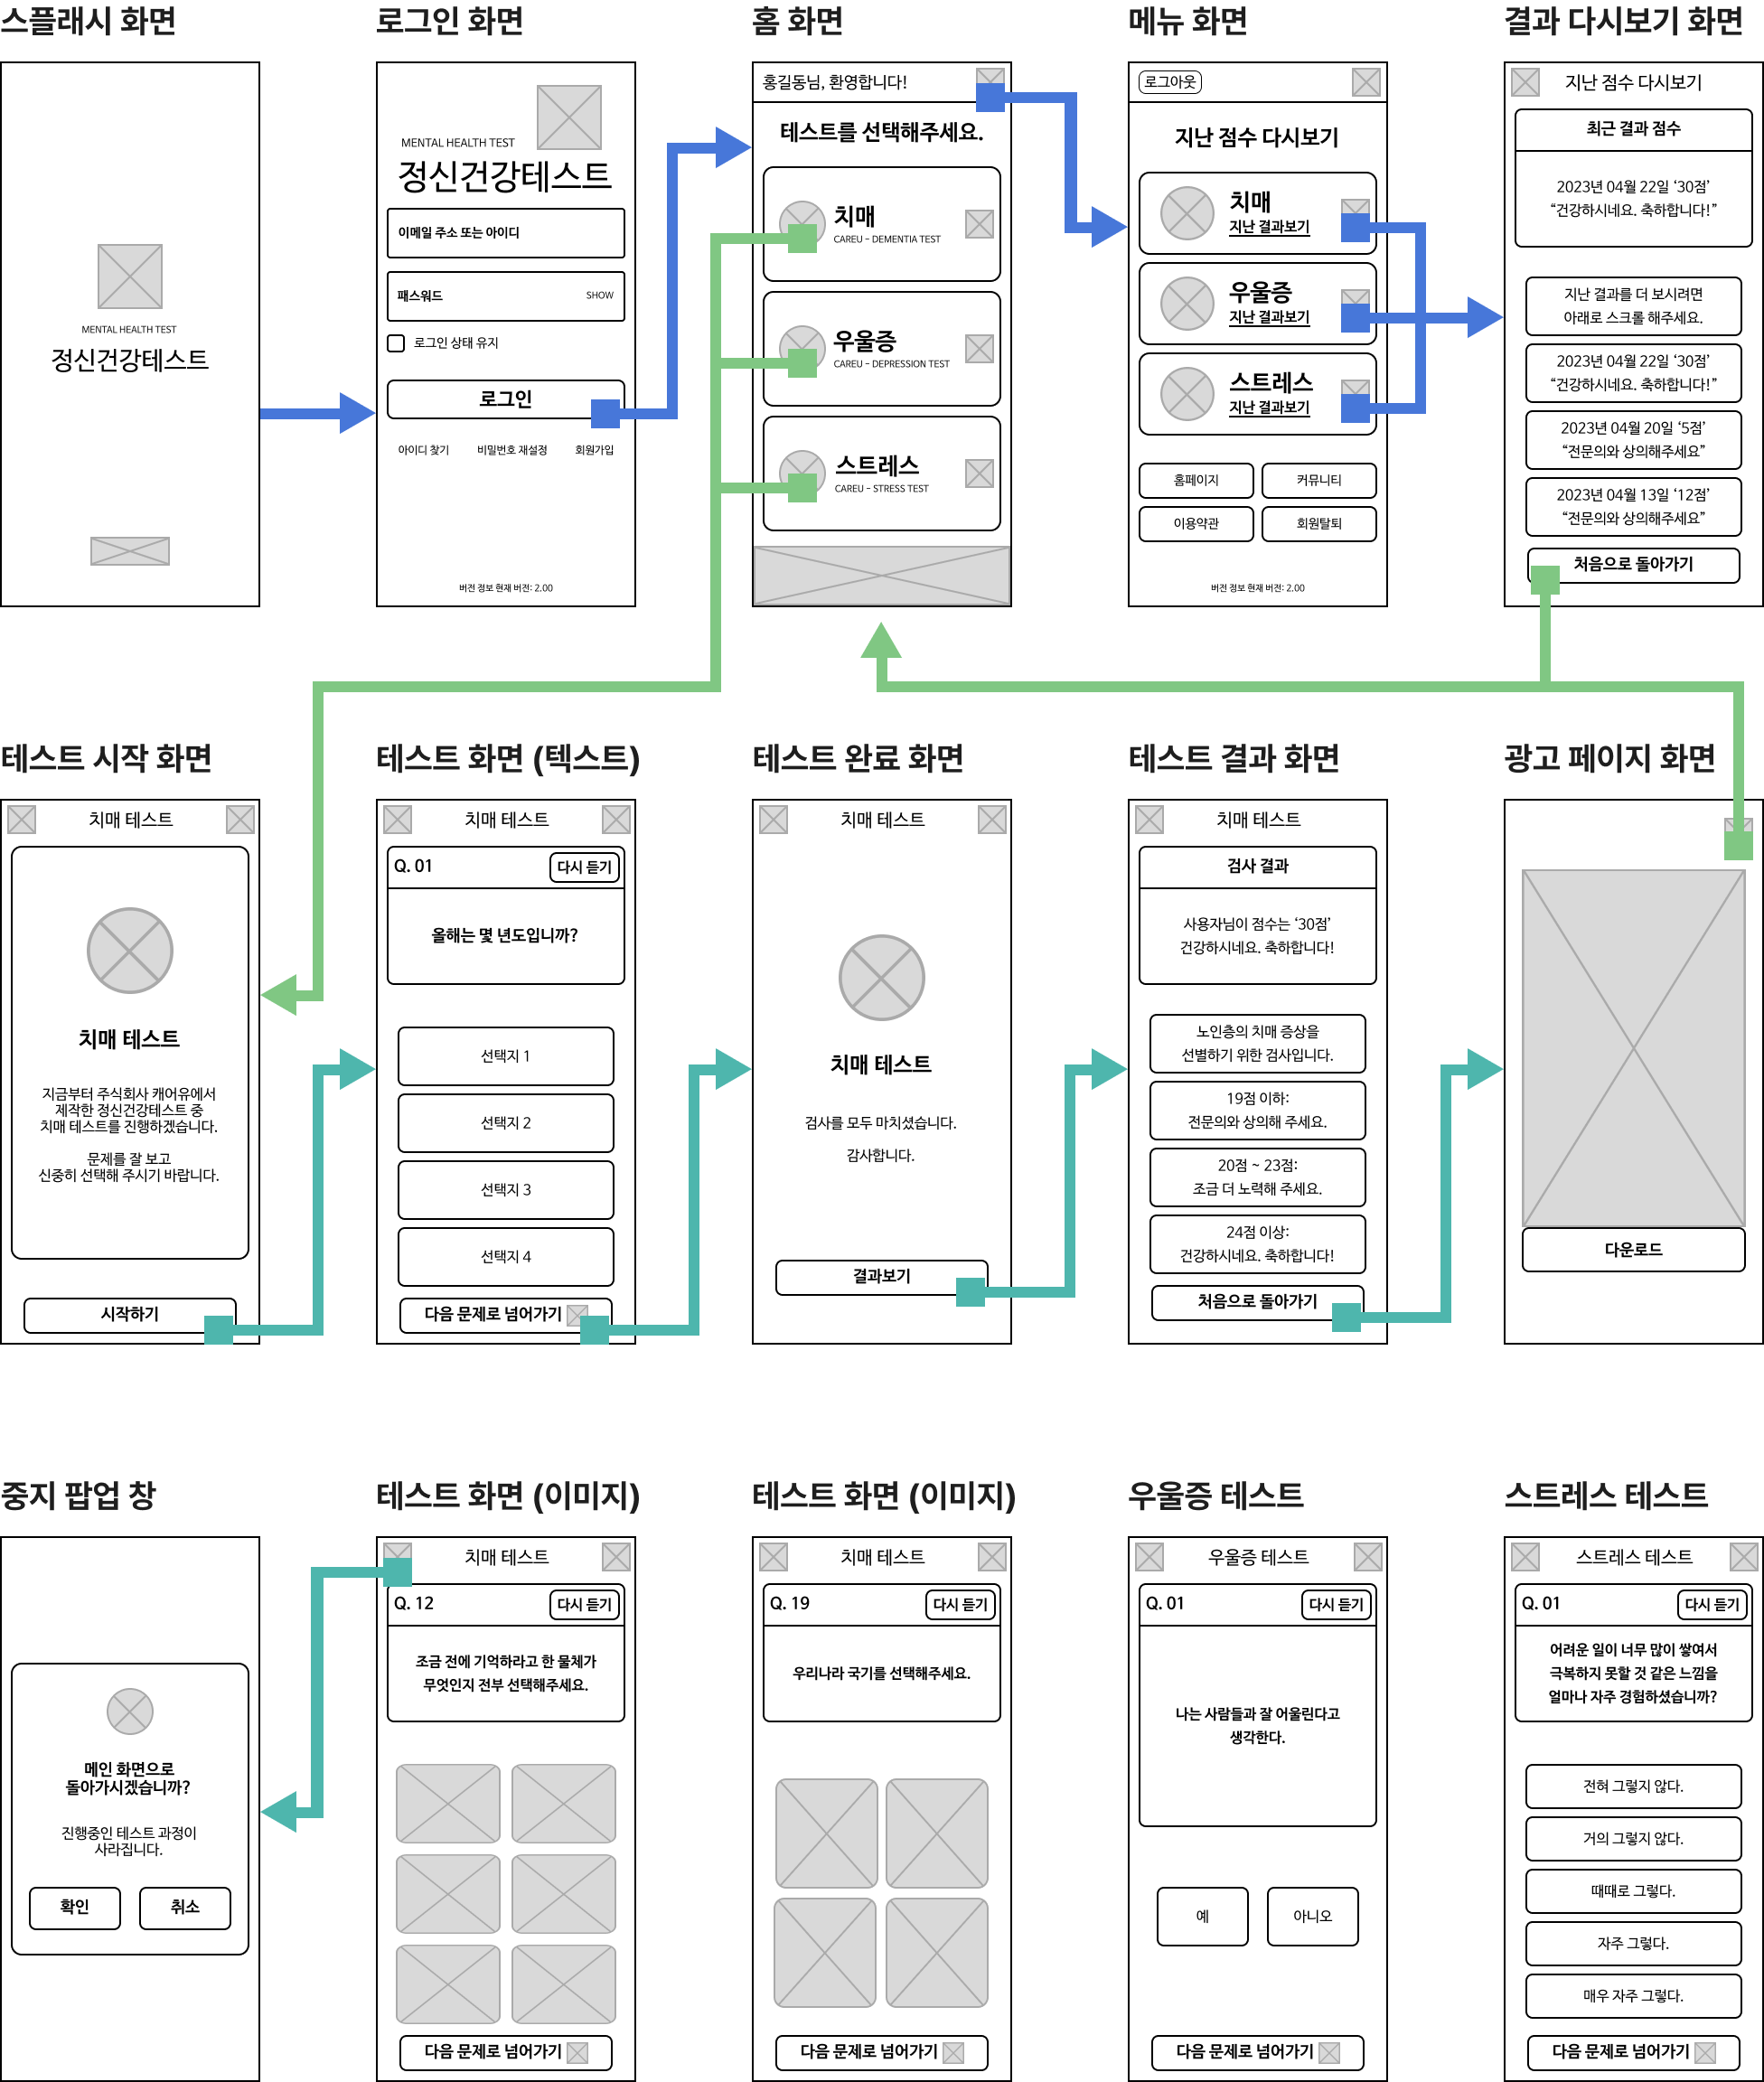 스플래시 화면
MENTAL HEALTH TEST
정신건강테스트
로그인 화면
MENTAL HEALTH TEST
정신건강테스트
이메일 주소 또는 아이디
패스워드
SHOW
로그인 상태 유지
로그인
아이디 찾기
비밀번호 재설정
회원가입
버전 정보 현재 버전: 2.00
홈 화면
홍길동님, 환영합니다!
테스트를 선택해주세요.
치매
CAREU - DEMENTIA TEST
우울증
CAREU - DEPRESSION TEST
스트레스
CAREU - STRESS TEST
메뉴 화면
로그아웃
지난 점수 다시보기
치매
지난 결과보기
우울증
지난 결과보기
스트레스
지난 결과보기
홈페이지
커뮤니티
이용약관
회원탈퇴
버전 정보 현재 버전: 2.00
결과 다시보기 화면
지난 점수 다시보기
최근 결과 점수
2023년 04월 22일 ‘30점’
“건강하시네요. 축하합니다!”
지난 결과를 더 보시려면
아래로 스크롤 해주세요.
2023년 04월 22일 ‘30점’
“건강하시네요. 축하합니다!”
2023년 04월 20일 ‘5점’
“전문의와 상의해주세요”
2023년 04월 13일 ‘12점’
“전문의와 상의해주세요”
처음으로 돌아가기
테스트 시작 화면
치매 테스트
치매 테스트
지금부터 주식회사 캐어유에서
제작한 정신건강테스트 중
치매 테스트를 진행하겠습니다.
문제를 잘 보고
신중히 선택해 주시기 바랍니다.
시작하기
테스트 화면 (텍스트)
치매 테스트
Q. 01
다시 듣기
올해는 몇 년도입니까?
선택지 1
선택지 2
선택지 3
선택지 4
다음 문제로 넘어가기
테스트 완료 화면
치매 테스트
치매 테스트
검사를 모두 마치셨습니다.
감사합니다.
결과보기
테스트 결과 화면
치매 테스트
검사 결과
사용자님이 점수는 ‘30점’
건강하시네요. 축하합니다!
노인층의 치매 증상을
선별하기 위한 검사입니다.
19점 이하:
전문의와 상의해 주세요.
20점 ~ 23점:
조금 더 노력해 주세요.
24점 이상:
건강하시네요. 축하합니다!
처음으로 돌아가기
광고 페이지 화면
다운로드
중지 팝업 창
메인 화면으로
돌아가시겠습니까?
진행중인 테스트 과정이
사라집니다.
확인
취소
테스트 화면 (이미지)
치매 테스트
Q. 12
다시 듣기
조금 전에 기억하라고 한 물체가
무엇인지 전부 선택해주세요.
다음 문제로 넘어가기
테스트 화면 (이미지)
치매 테스트
Q. 19
다시 듣기
우리나라 국기를 선택해주세요.
다음 문제로 넘어가기
우울증 테스트
우울증 테스트
Q. 01
다시 듣기
나는 사람들과 잘 어울린다고
생각한다.
예
아니오
다음 문제로 넘어가기
스트레스 테스트
스트레스 테스트
Q. 01
다시 듣기
어려운 일이 너무 많이 쌓여서
극복하지 못할 것 같은 느낌을
얼마나 자주 경험하셨습니까?
전혀 그렇지 않다.
거의 그렇지 않다.
때때로 그렇다.
자주 그렇다.
매우 자주 그렇다.
다음 문제로 넘어가기